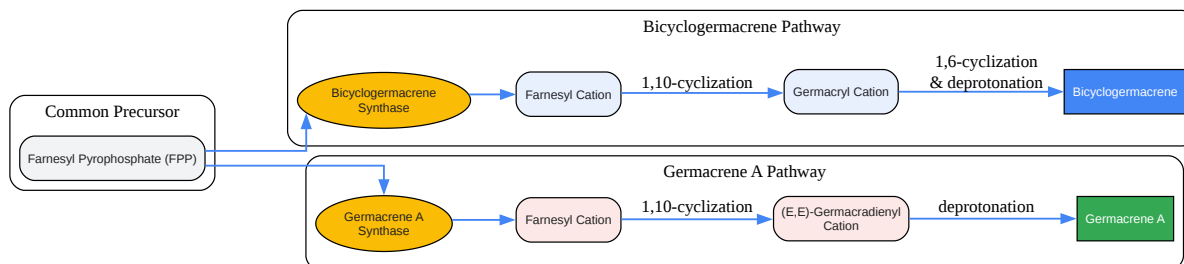 Bicyclogermacrene Pathway
Bicyclogermacrene
Synthase
Farnesyl Cation
1,10-cyclization
Germacryl Cation
1,6-cyclization
& deprotonation
Bicyclogermacrene
Common Precursor
Farnesyl Pyrophosphate (FPP)
Germacrene A Pathway
Germacrene A
Synthase
Farnesyl Cation
1,10-cyclization
(E,E)-Germacradienyl
Cation
deprotonation
Germacrene A